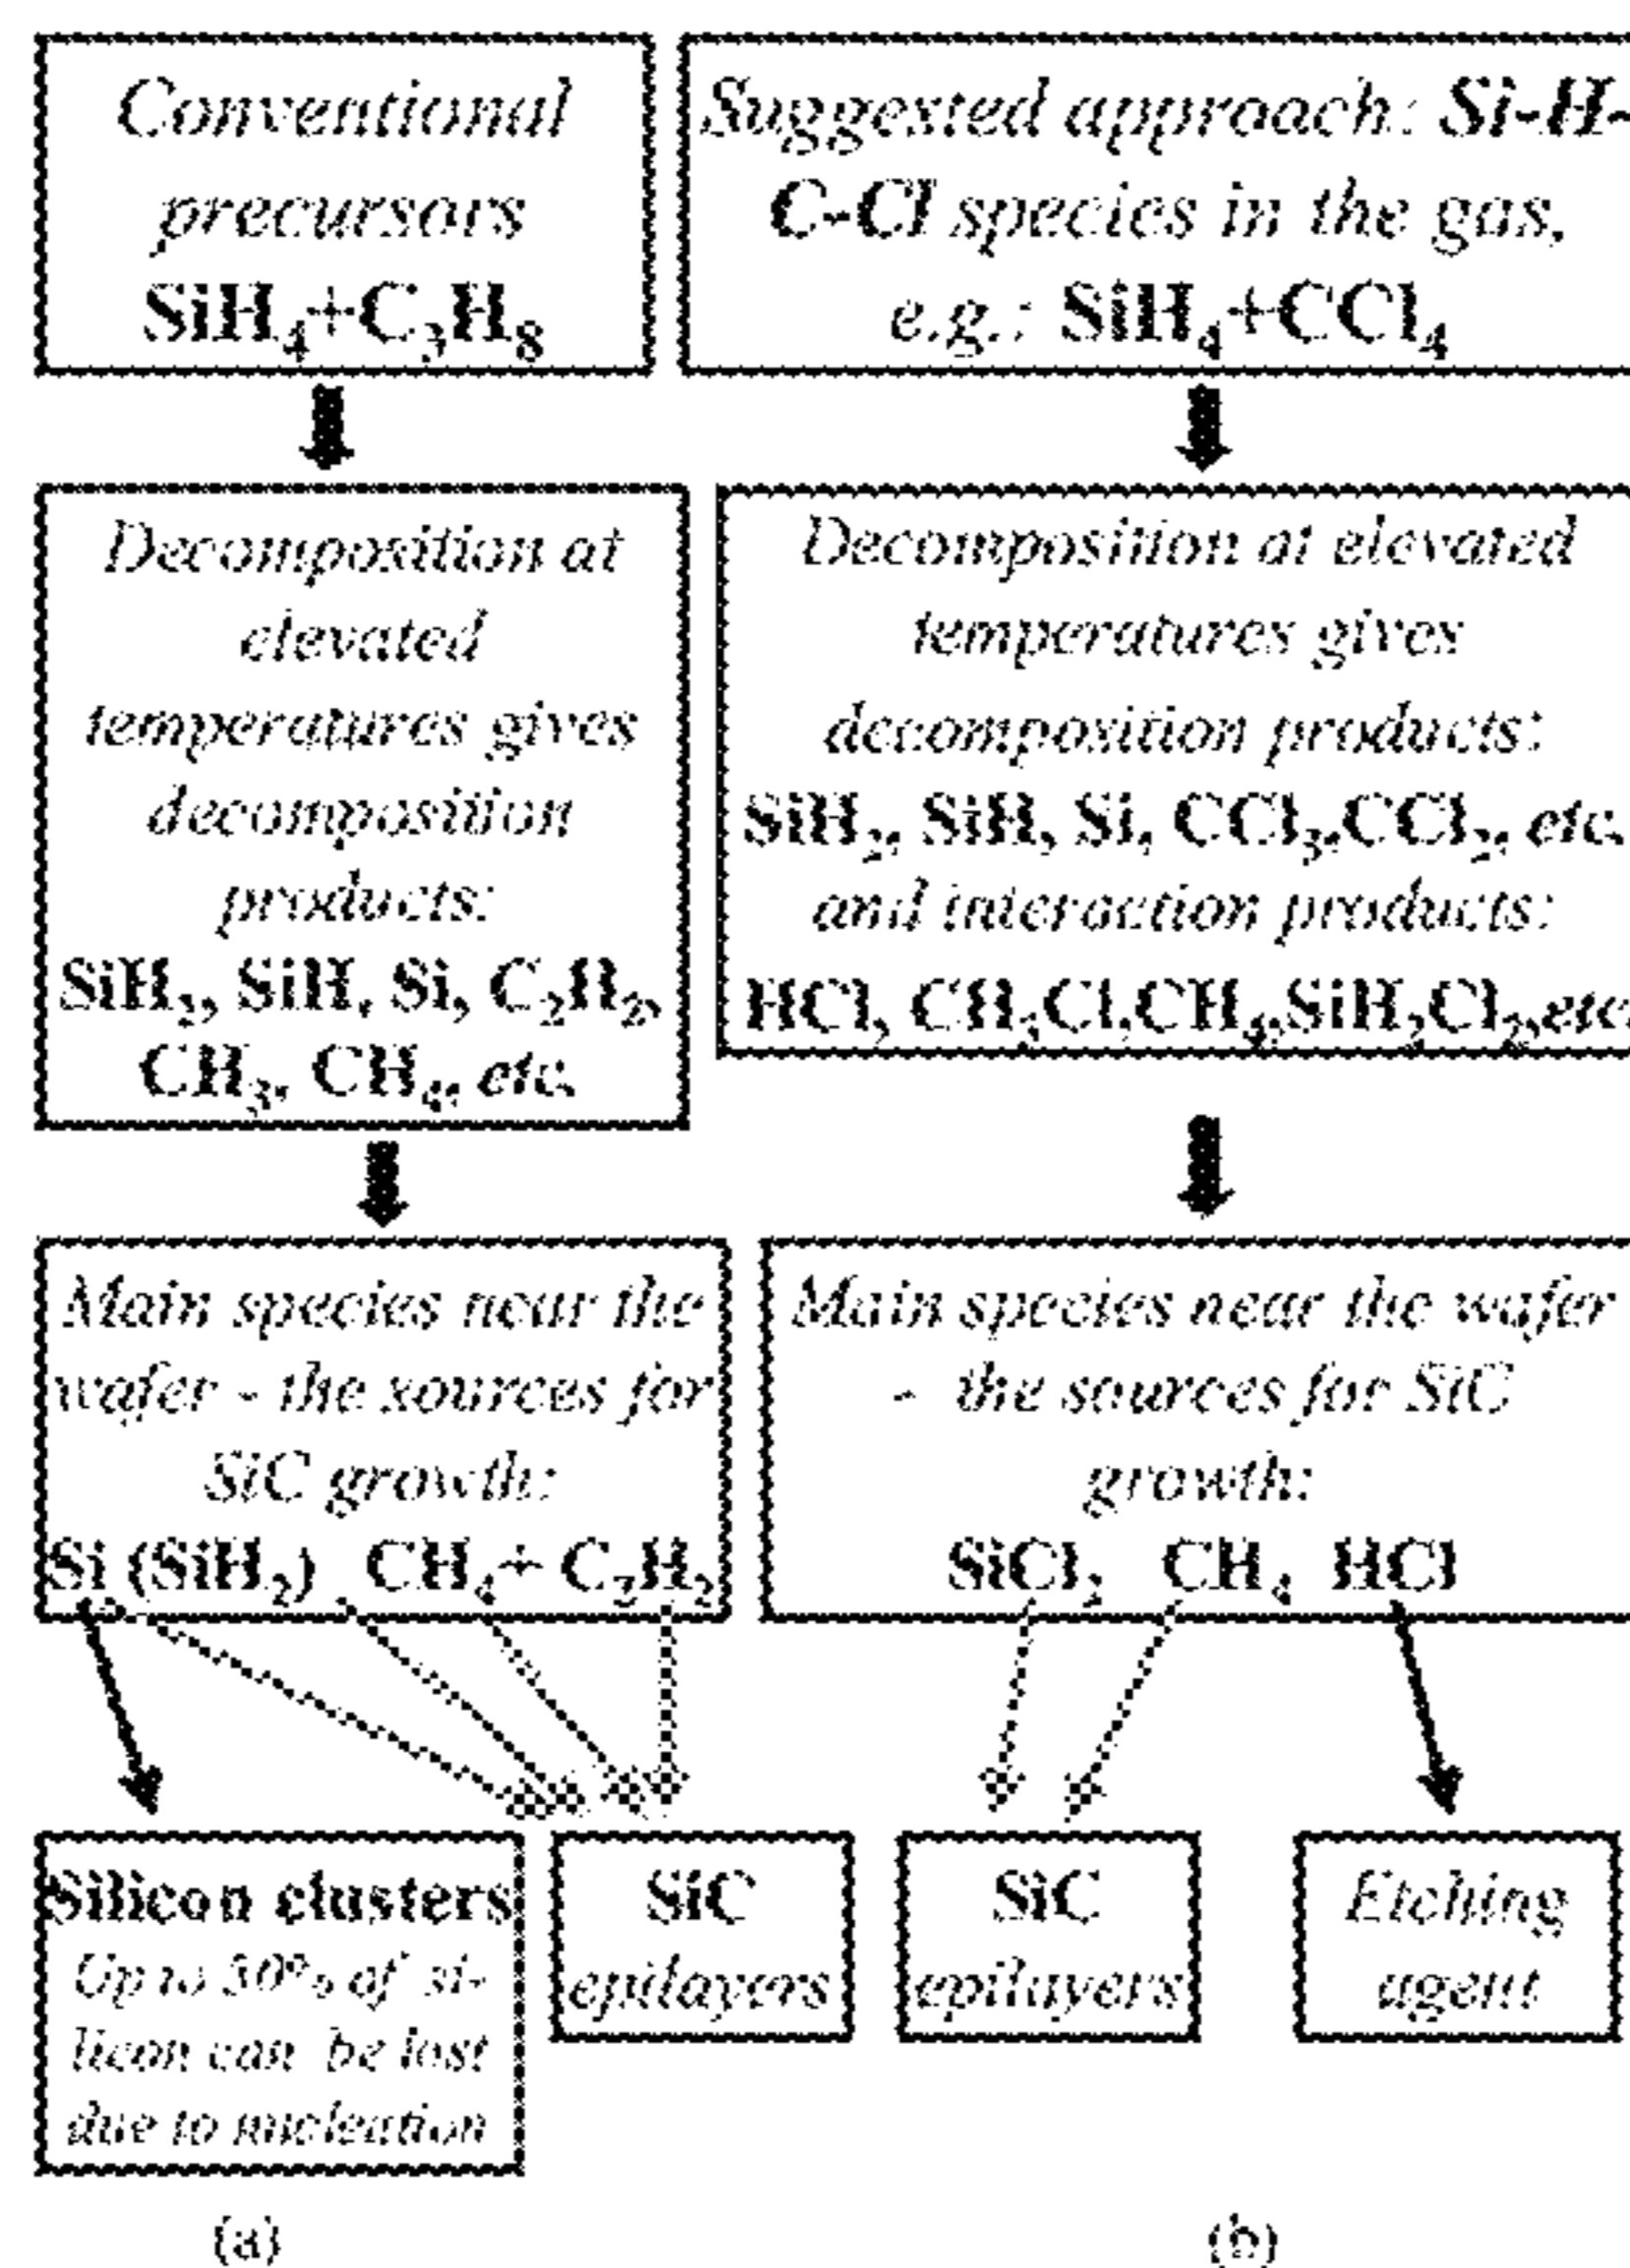 Conventional
precursors
SiH₄+C₃H₈
Suggested approach: Si-H-
C-Cl species in the gas,
e.g.: SiH₄+CCl₄
Decomposition at
elevated
temperatures gives
decomposition
products:
SiH₂, SiH, Si, C₂H₂,
CH₃, CH₄, etc.
Decomposition at elevated
temperatures gives
decomposition products:
SiH₂, SiH, Si, CCl₃,CCl₂, etc.
and interaction products:
HCl, CH₃Cl,CH₄,SiH₂Cl₂,etc.
Main species near the
wafer - the sources for
SiC growth:
Si (SiH₂) CH₄+ C₂H₂
Main species near the wafer
- the sources for SiC
growth:
SiCl₂ CH₄ HCl
Silicon clusters
Up to of si-
licon can be lost
due to nucleation
SiC
epilayers
SiC
epilayers
Etching
agent
(a)
(b)